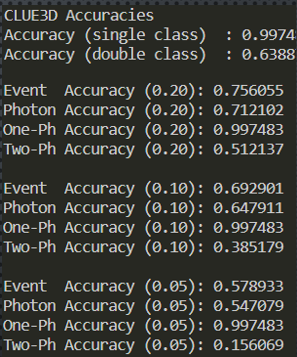 CLUE3D Accuracies
Accuracy (single class)  : 0.9974
Accuracy (double class)  : 0.6388

Event  Accuracy (0.20): 0.756055
Photon Accuracy (0.20): 0.712102
One-Ph Accuracy (0.20): 0.997483
Two-Ph Accuracy (0.20): 0.512137

Event  Accuracy (0.10): 0.692901
Photon Accuracy (0.10): 0.647911
One-Ph Accuracy (0.10): 0.997483
Two-Ph Accuracy (0.10): 0.385179

Event  Accuracy (0.05): 0.578933
Photon Accuracy (0.05): 0.547079
One-Ph Accuracy (0.05): 0.997483
Two-Ph Accuracy (0.05): 0.156069